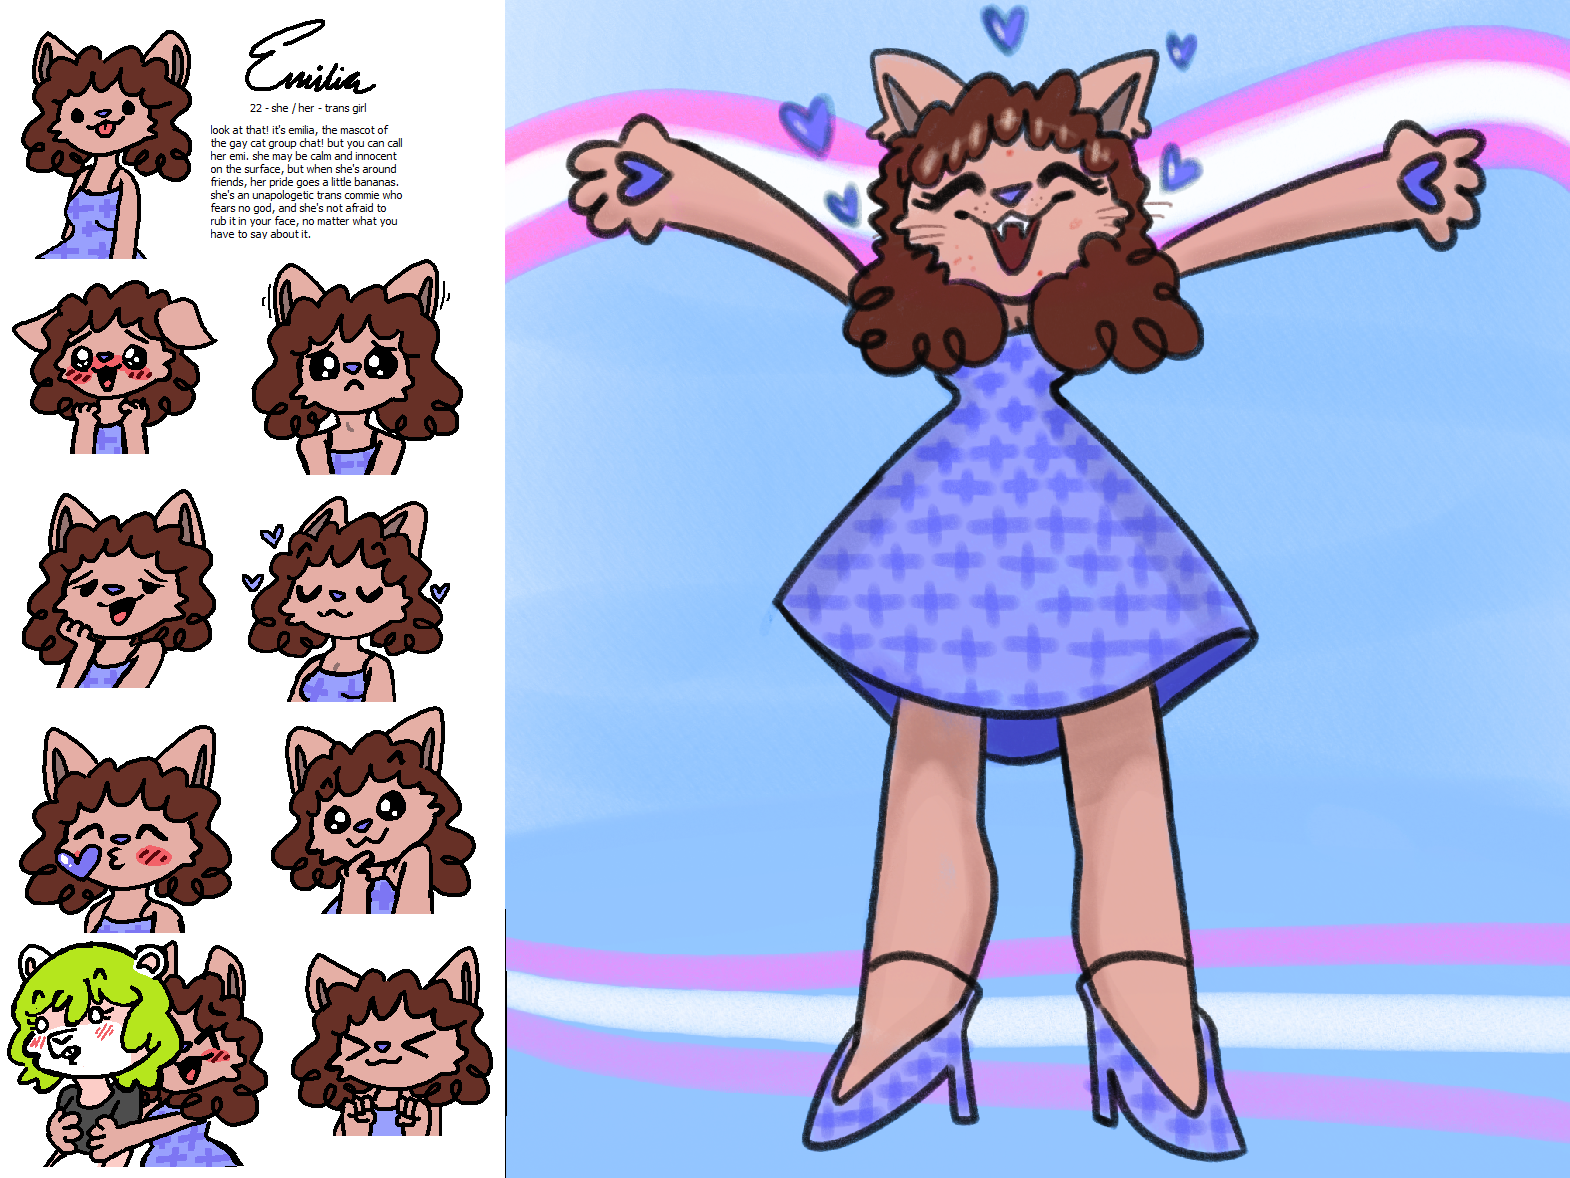 Emilia
22 - she / her - trans girl
look at that! it's emilia, the mascot of
the gay cat group chat! but you can call
her emi. she may be calm and innocent
on the surface, but when she's around
friends, her pride goes a little bananas.
she's an unapologetic trans commie who
fears no god, and she's not afraid to
rub it in your face, no matter what you
have to say about it.